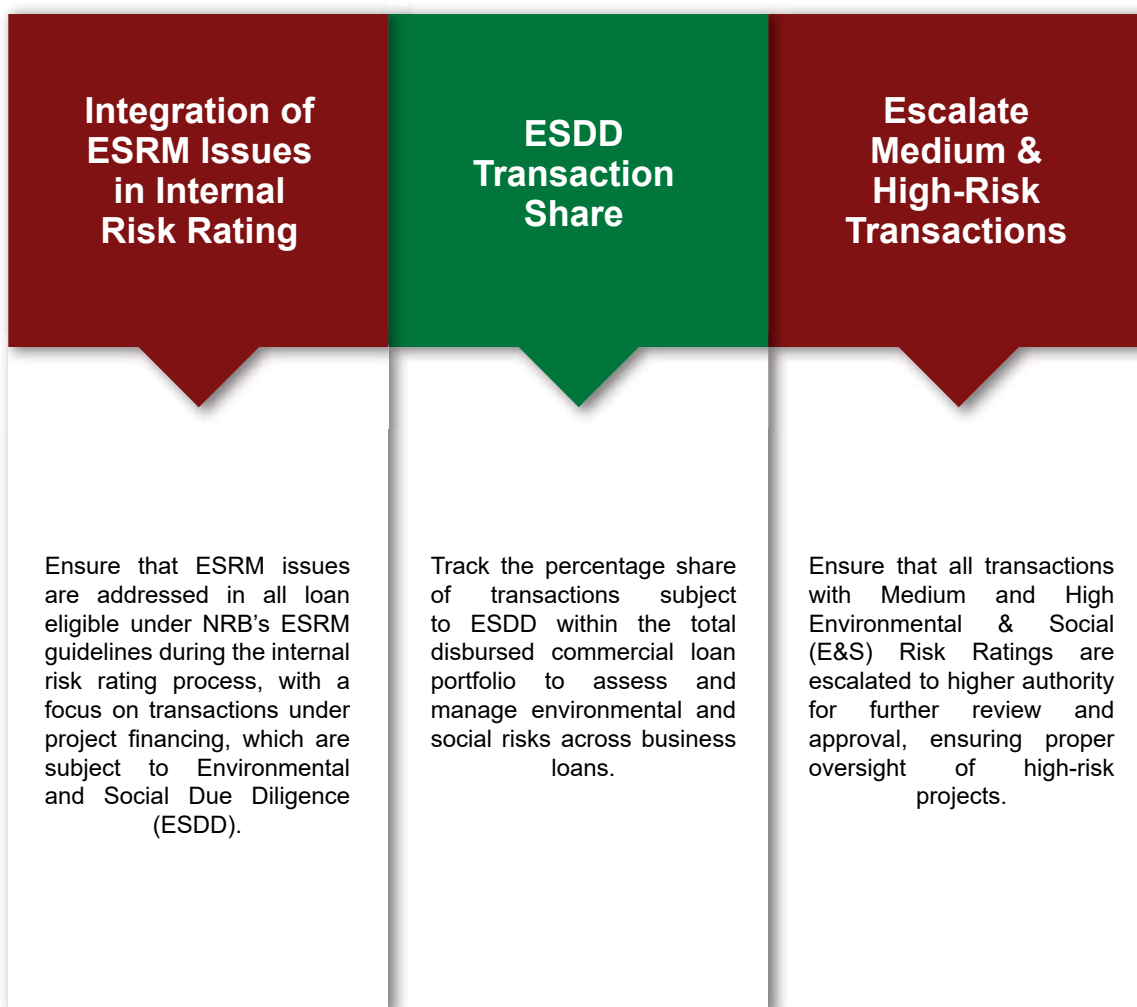 Integration of
ESRM Issues
in Internal
Risk Rating
Ensure that ESRM issues
are addressed in all loan
eligible under NRB's ESRM
guidelines during the internal
risk rating process, with a
focus on transactions under
project financing, which are
subject to Environmental
and Social Due Diligence
(ESDD).
ESDD
Transaction
Share
Track the percentage share
of transactions subject
to ESDD within the total
disbursed commercial loan
portfolio to assess and
manage environmental and
social risks across business
loans.
Escalate
Medium &
High-Risk
Transactions
Ensure that all transactions
with Medium and High
Environmental & Social
(E&S) Risk Ratings are
escalated to higher authority
for further review and
approval, ensuring proper
oversight of high-risk
projects.